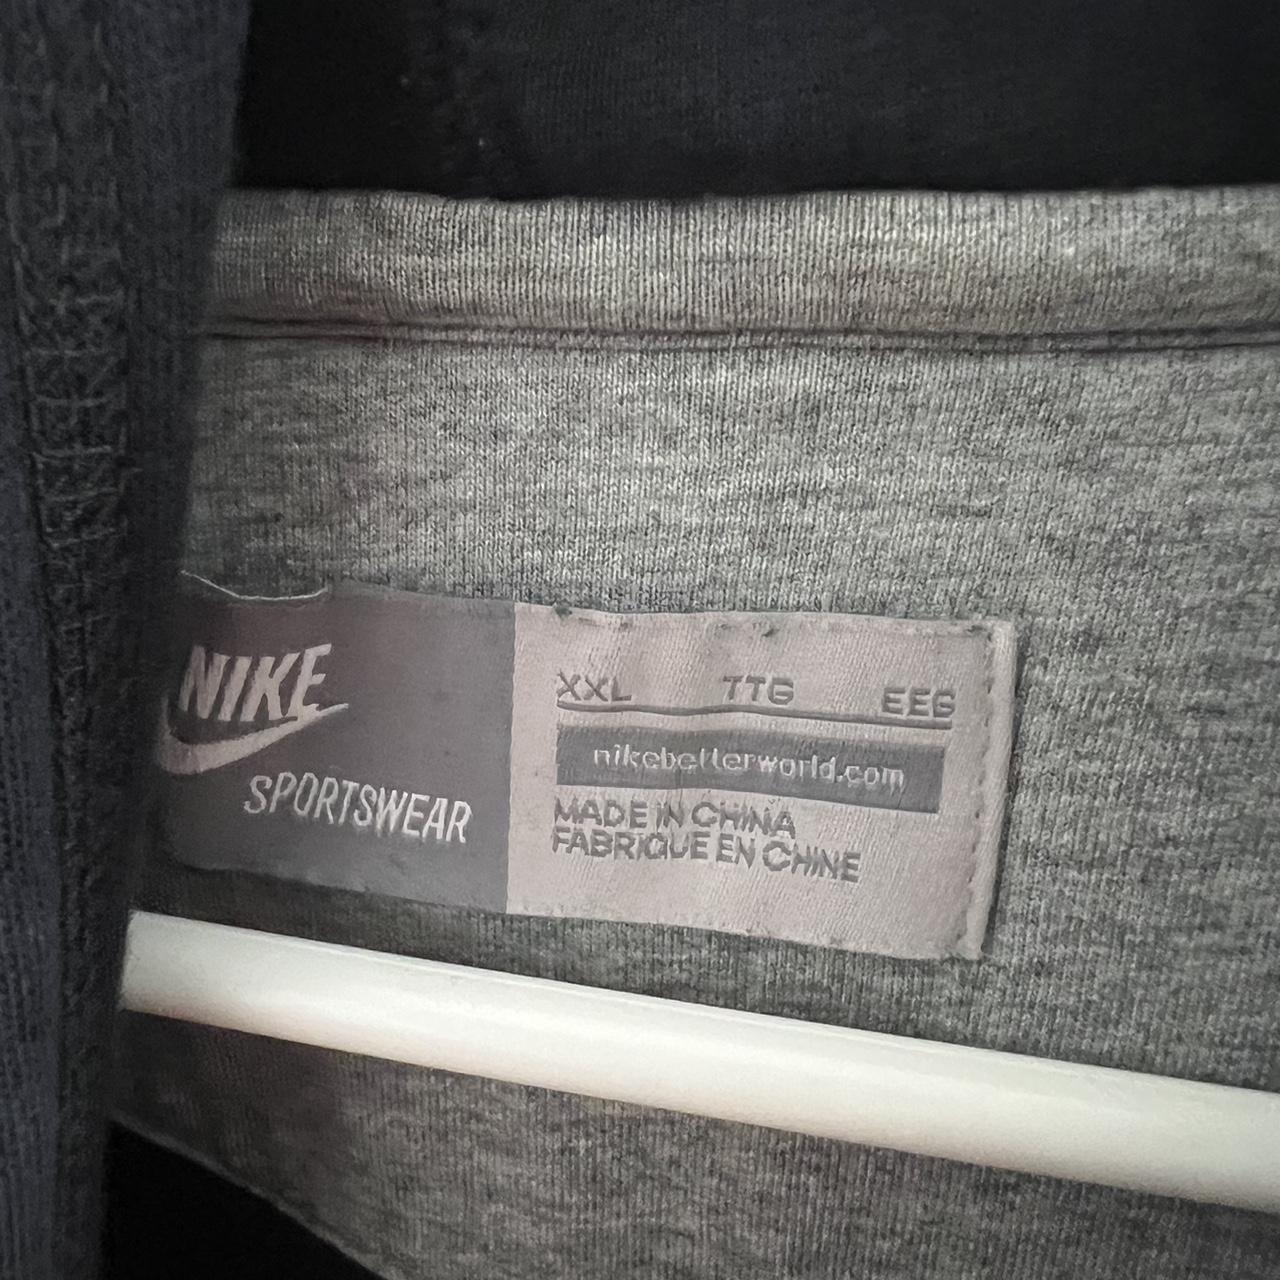 NIKE
SPORTSWEAR
XXL TTG EEG
nikebetterworld.com
MADE IN CHINA
FABRIQUE EN CHINE